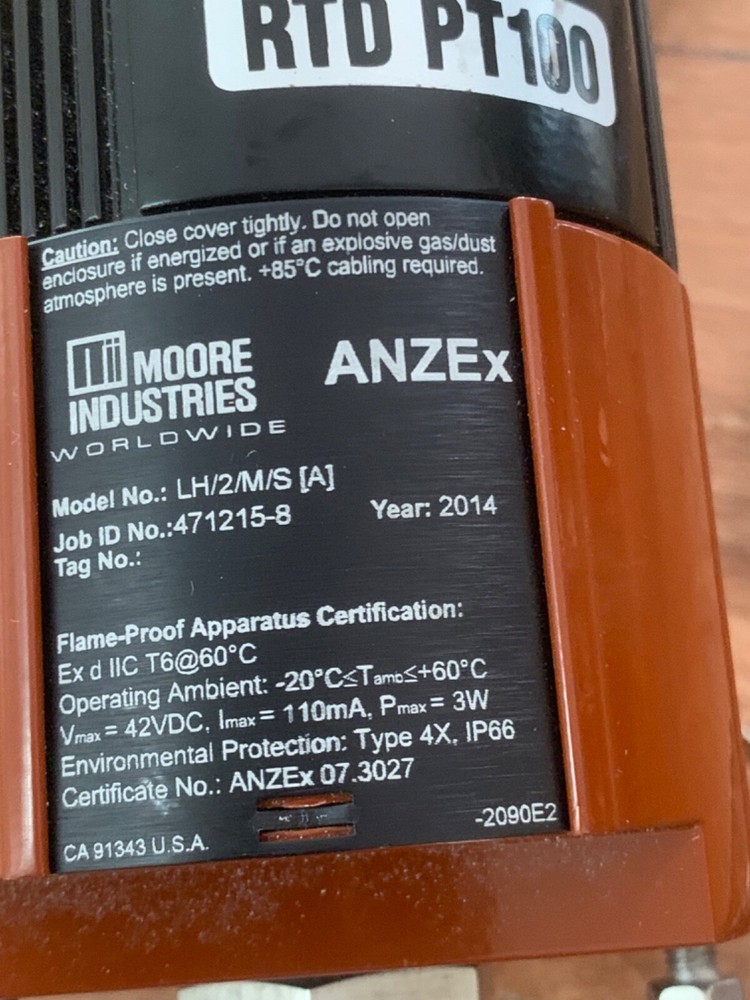 RTD PT100
Caution: Close cover tightly. Do not open
enclosure if energized or if an explosive gas/dust
atmosphere is present. +85°C cabling required.
MOORE
INDUSTRIES
WORLDWIDE
ANZEx
Model No.: LH/2/M/S [A]
Job ID No.:471215-8
Year: 2014
Tag No.:
Flame-Proof Apparatus Certification:
Ex d IIC T6@60°C
Operating Ambient: -20°C≤Tamb≤+60°C
Vmax = 42VDC, Imax = 110mA, Pmax = 3W
Environmental Protection: Type 4X, IP66
Certificate No.: ANZEx 07.3027
CA 91343 U.S.A.
-2090E2